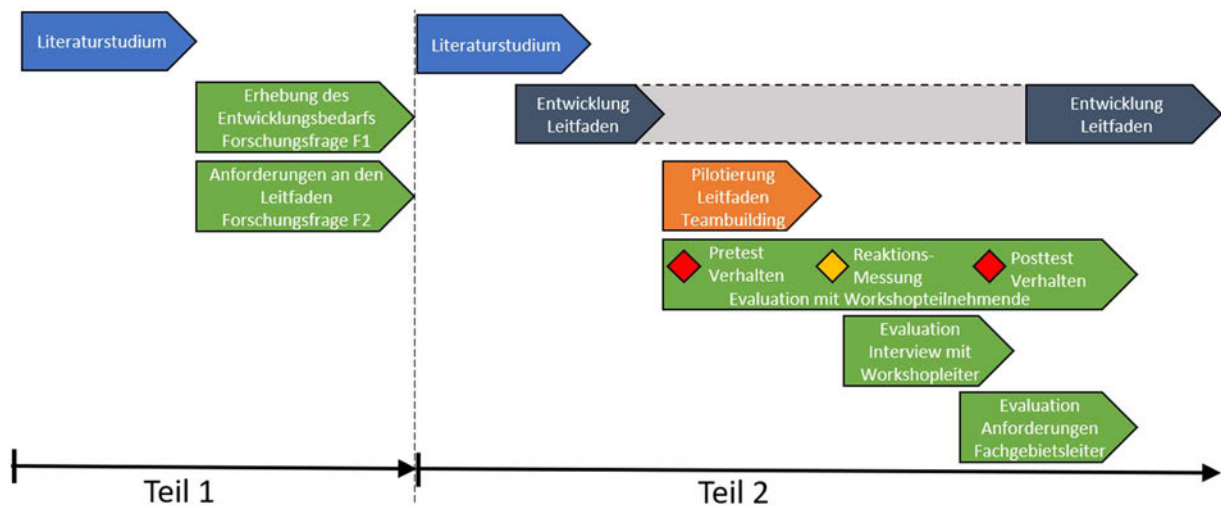 Literaturstudium
Erhebung des
Entwicklungsbedarfs
Forschungsfrage F1
Anforderungen an den
Leitfaden
Forschungsfrage F2
Literaturstudium
Entwicklung
Leitfaden
Entwicklung
Leitfaden
Pilotierung
Leitfaden
Teambuilding
Pretest
Verhalten
Reaktions-
Messung
Posttest
Verhalten
Evaluation mit Workshopteilnehmende
Evaluation
Interview mit
Workshopleiter
Evaluation
Anforderungen
Fachgebietsleiter
Teil 1
Teil 2